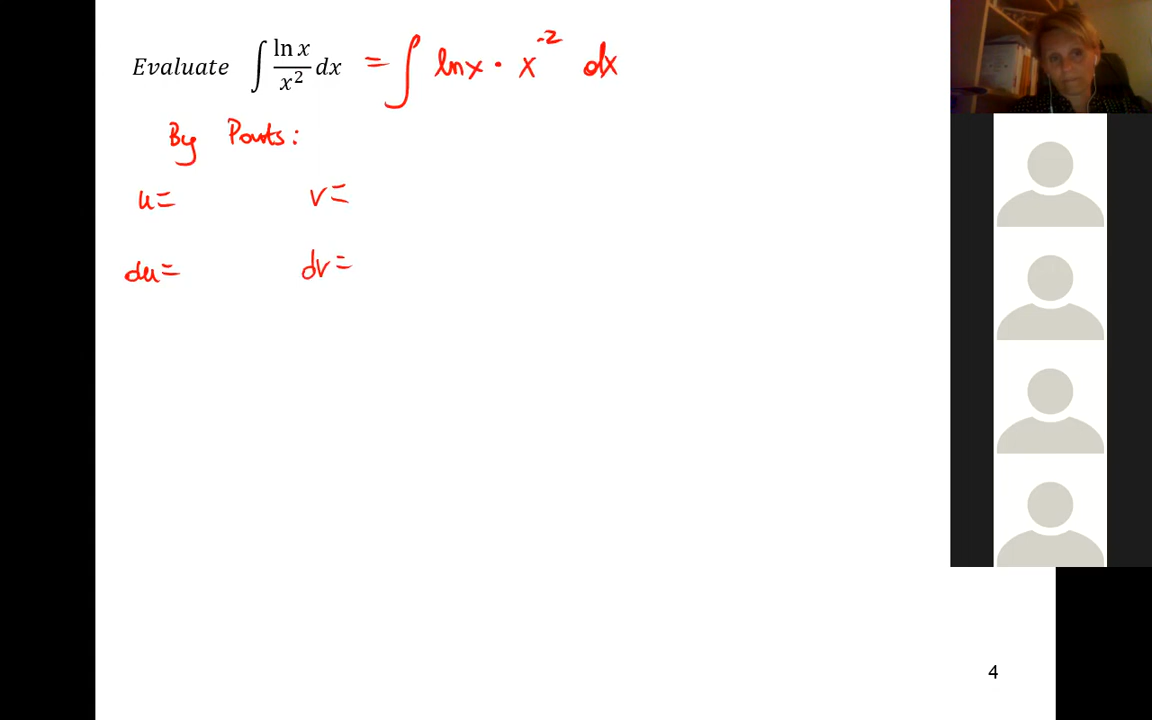 Evaluate ∫ ln x / x² dx = ∫ ln x · x⁻² dx
By Parts:
u= v=
du= dv=
4